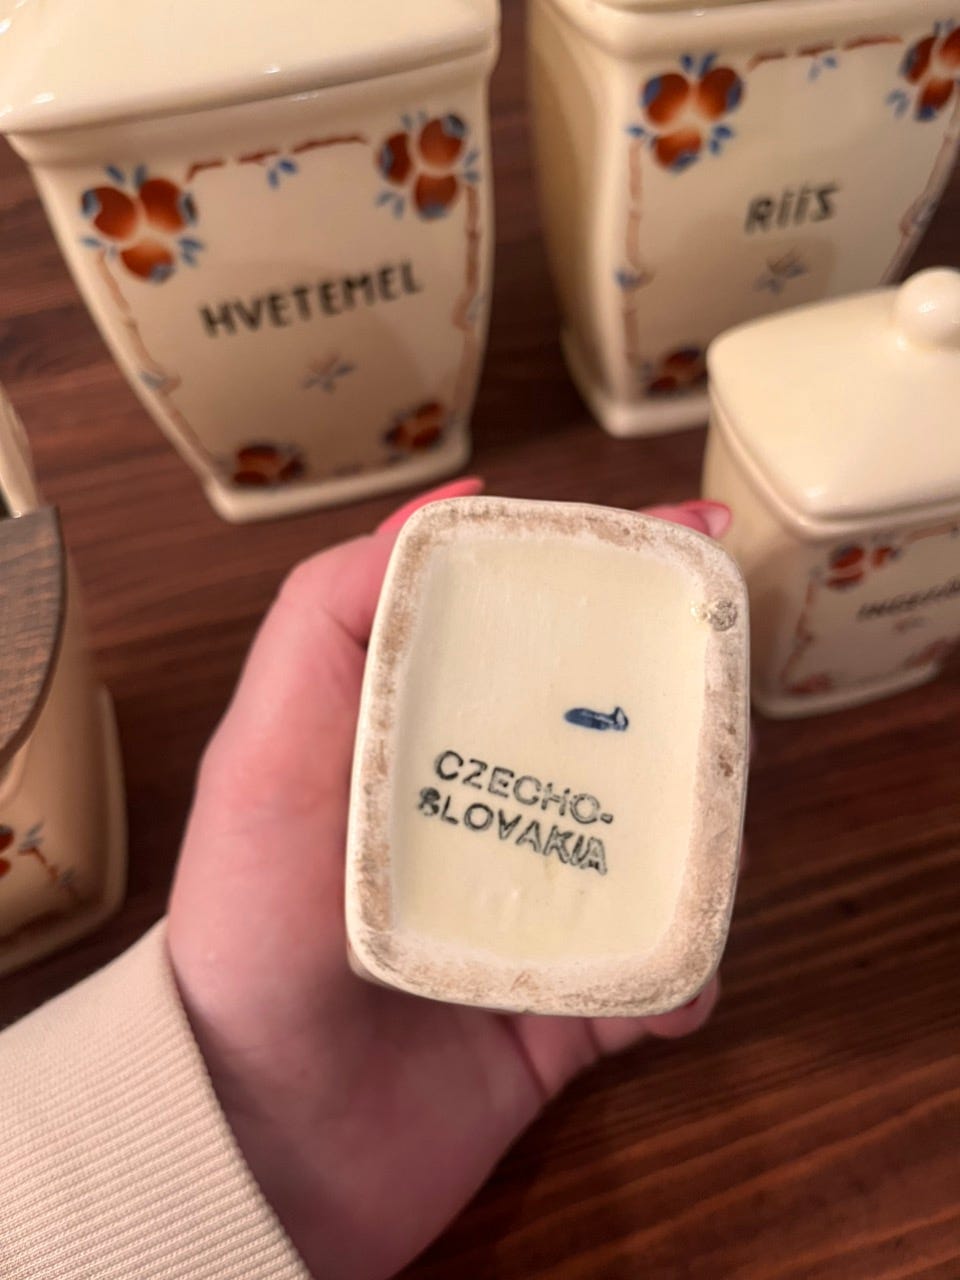 HVETEMEL
RiiS
CZECHO-
SLOVAKIA